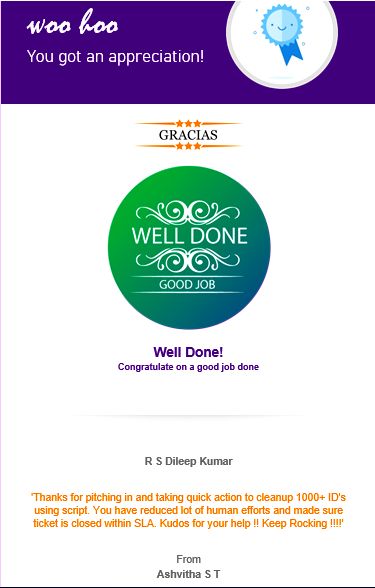 woo hoo
You got an appreciation!
GRACIAS
WELL DONE
GOOD JOB
Well Done!
Congratulate on a good job done
R S Dileep Kumar
'Thanks for pitching in and taking quick action to cleanup 1000+ ID's
using script. You have reduced lot of human efforts and made sure
ticket is closed within SLA. Kudos for your help !! Keep Rocking !!!!'
From
Ashvitha S T